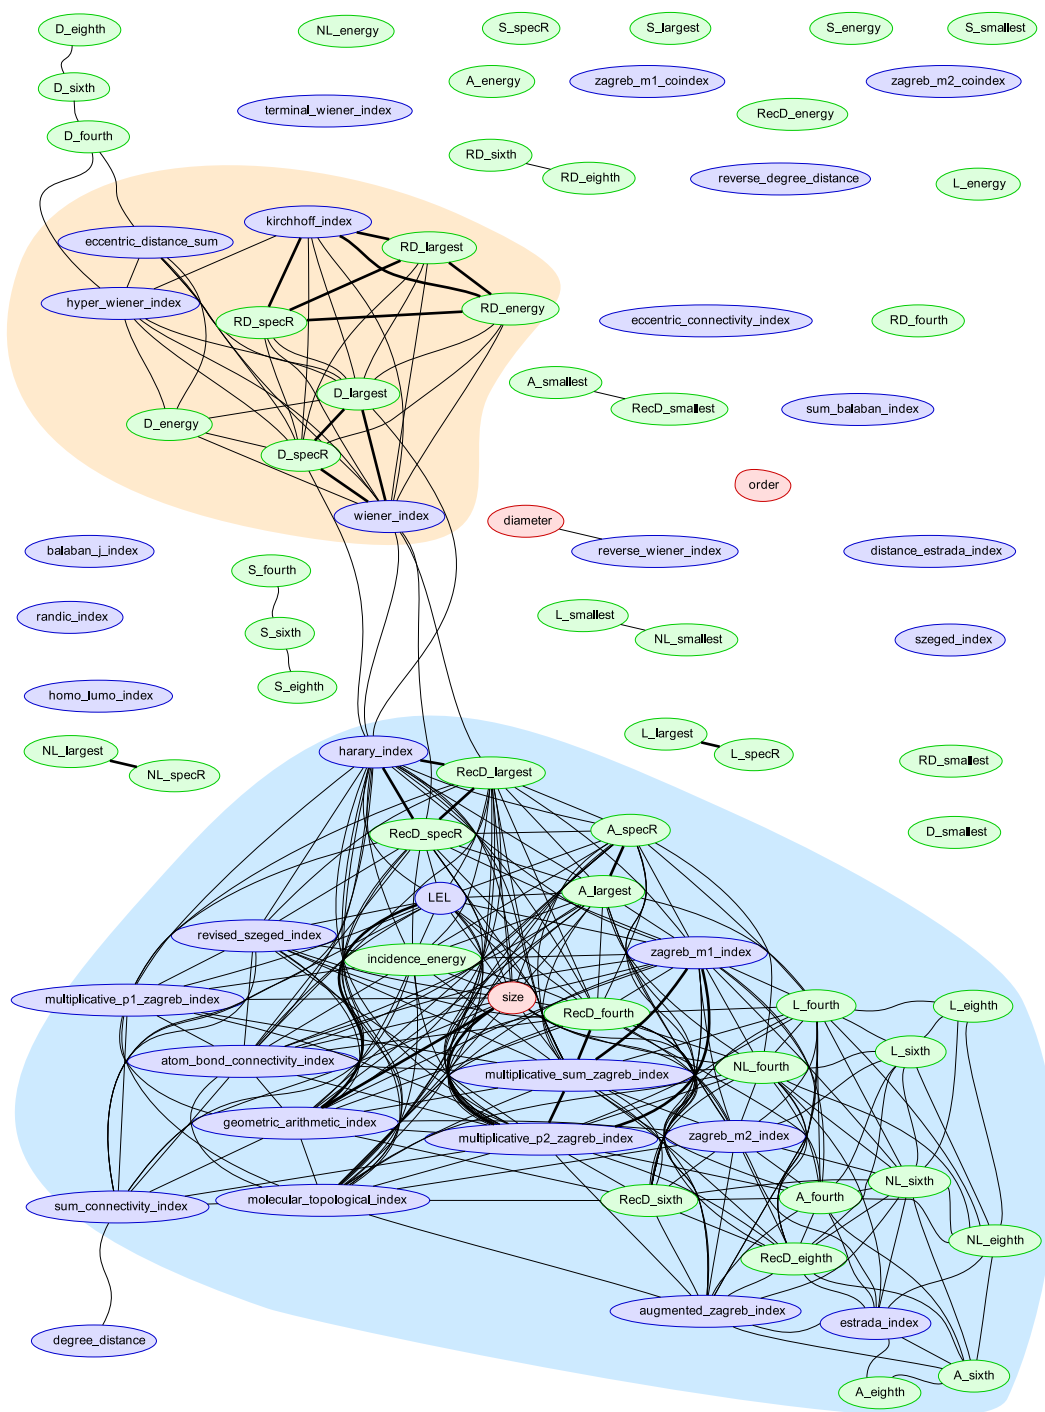 D_eighth
NL_energy
S_specR
S_largest
S_energy
S_smallest
D_sixth
A_energy
zagreb_m1_coindex
zagreb_m2_coindex
terminal_wiener_index
RecD_energy
D_fourth
RD_sixth
RD_eighth
reverse_degree_distance
L_energy
kirchhoff_index
eccentric_distance_sum
RD_largest
hyper_wiener_index
RD_energy
RD_specR
eccentric_connectivity_index
RD_fourth
A_smallest
D_largest
RecD_smallest
sum_balaban_index
D_energy
D_specR
order
wiener_index
diameter
balaban_j_index
reverse_wiener_index
distance_estrada_index
S_fourth
randic_index
L_smallest
S_sixth
NL_smallest
szeged_index
S_eighth
homo_lumo_index
L_largest
NL_largest
harary_index
L_specR
RD_smallest
NL_specR
RecD_largest
RecD_specR
A_specR
D_smallest
LEL
A_largest
revised_szeged_index
zagreb_m1_index
incidence_energy
multiplicative_p1_zagreb_index
size
RecD_fourth
L_fourth
L_eighth
L_sixth
atom_bond_connectivity_index
NL_fourth
multiplicative_sum_zagreb_index
geometric_arithmetic_index
multiplicative_p2_zagreb_index
zagreb_m2_index
NL_sixth
sum_connectivity_index
molecular_topological_index
RecD_sixth
A_fourth
NL_eighth
RecD_eighth
augmented_zagreb_index
estrada_index
degree_distance
A_sixth
A_eighth